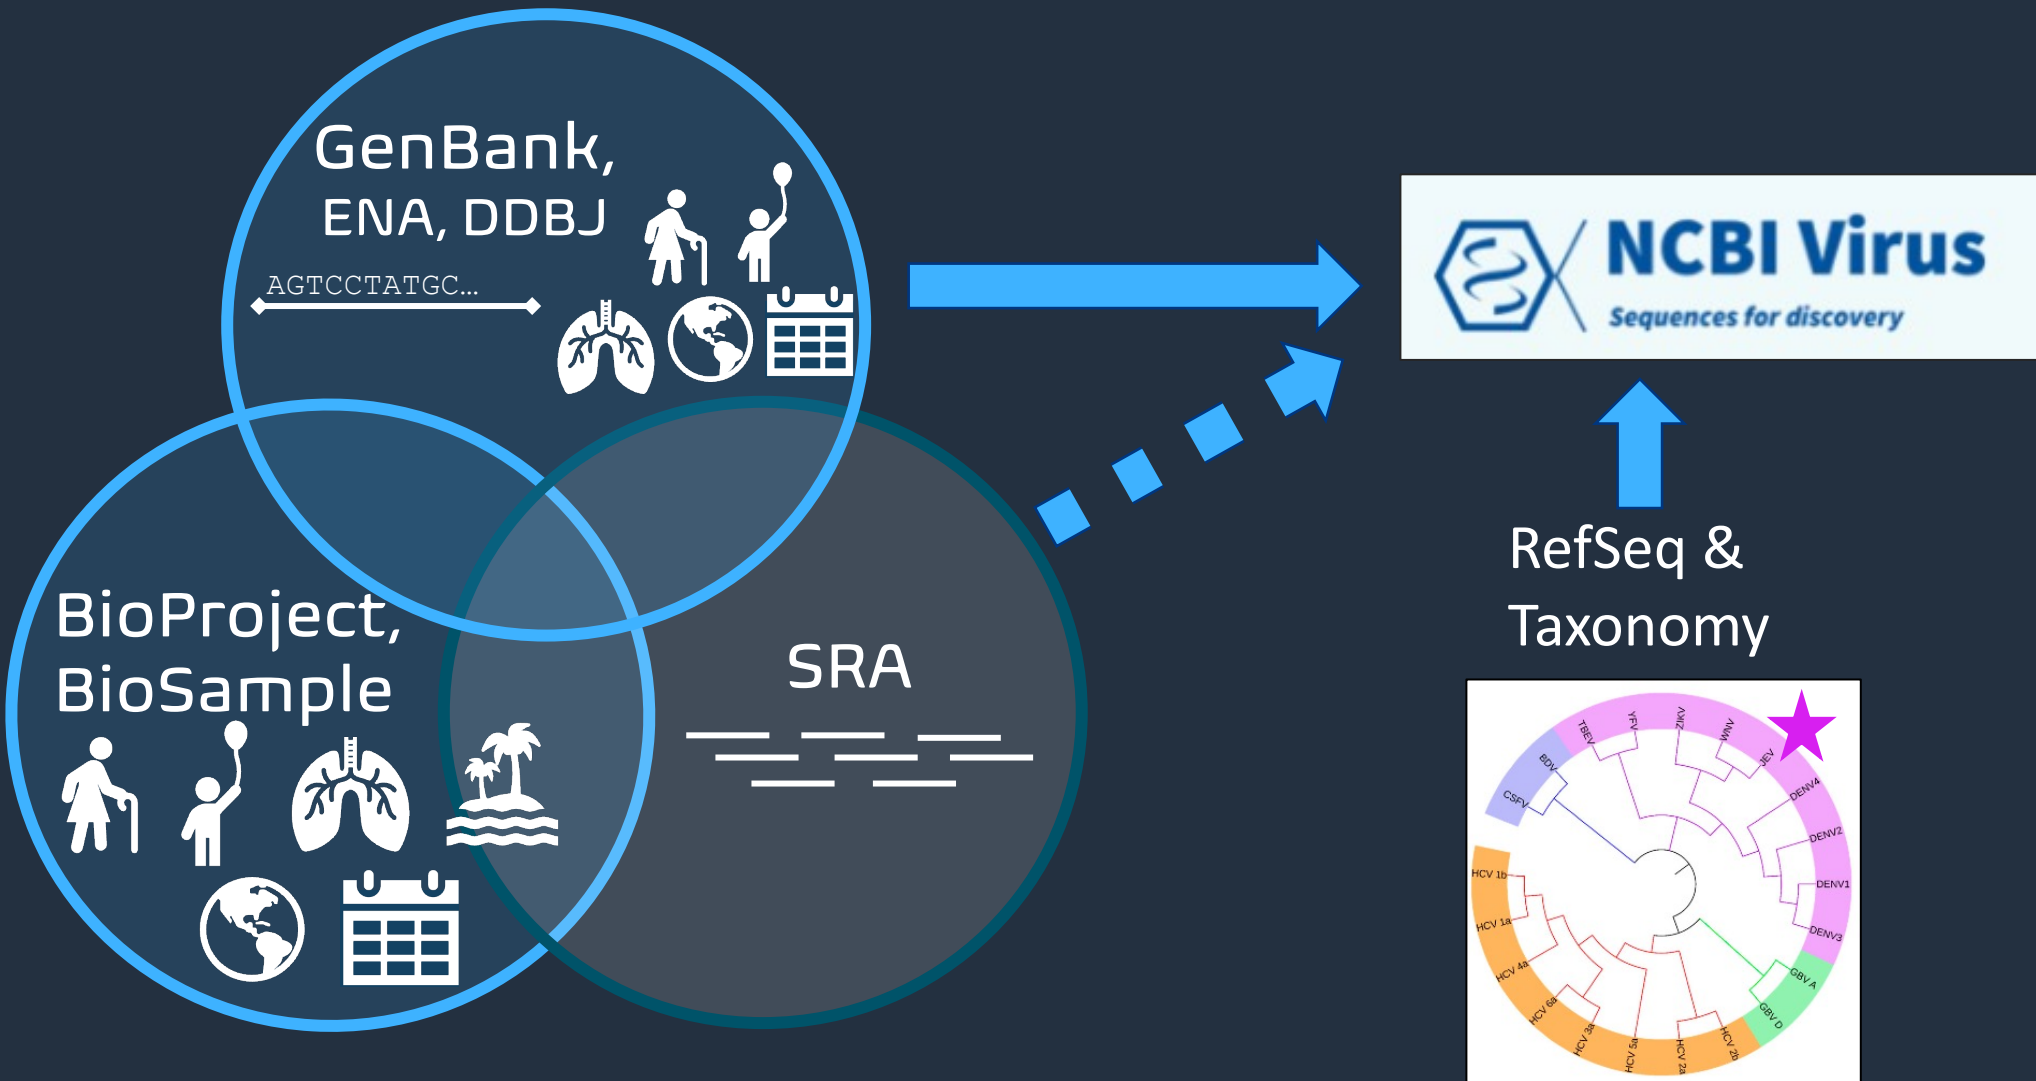 GenBank,
ENA, DDBJ
AGTCCTATGC...
BioProject,
BioSample
SRA
NCBI Virus
Sequences for discovery
RefSeq &
Taxonomy
CSFV
BDV
TBEV
YFV
ZIKV
WNV
JEV
DENV4
DENV2
DENV1
DENV3
GBV A
GBV D
HCV 2b
HCV 2a
HCV 5a
HCV 3a
HCV 6a
HCV 4a
HCV 1a
HCV 1b